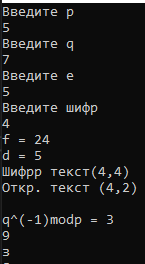 Введите p
5
Введите q
7
Введите e
5
Введите шифр
4
f = 24
d = 5
Шифрр текст(4,4)
Откр. текст (4,2)
q^(-1)modp = 3
9
з